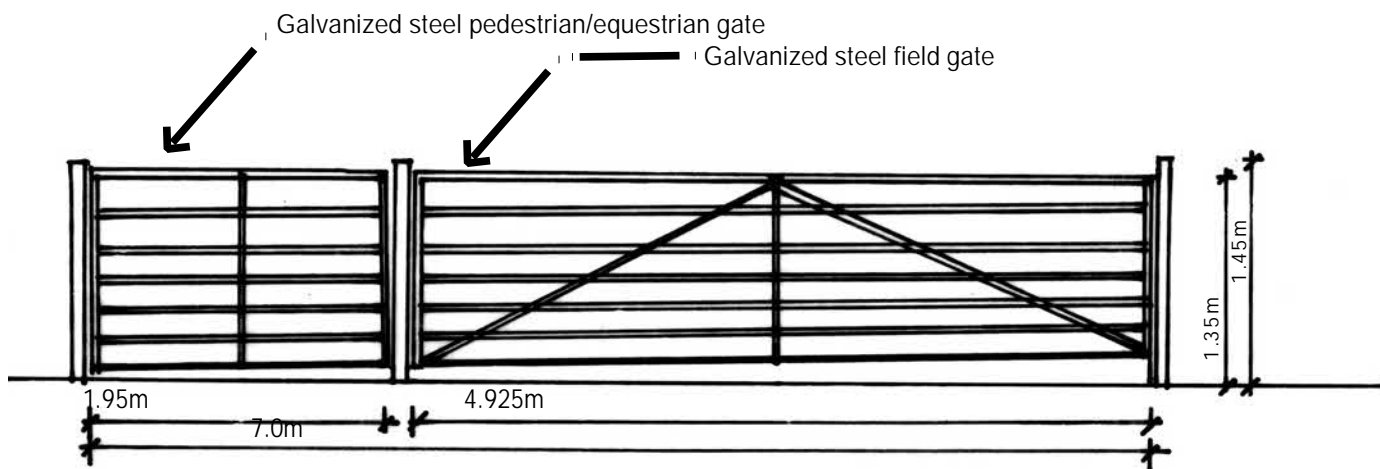 Galvanized steel pedestrian/equestrian gate
Galvanized steel field gate
1.45m
1.35m
1.95m
4.925m
7.0m